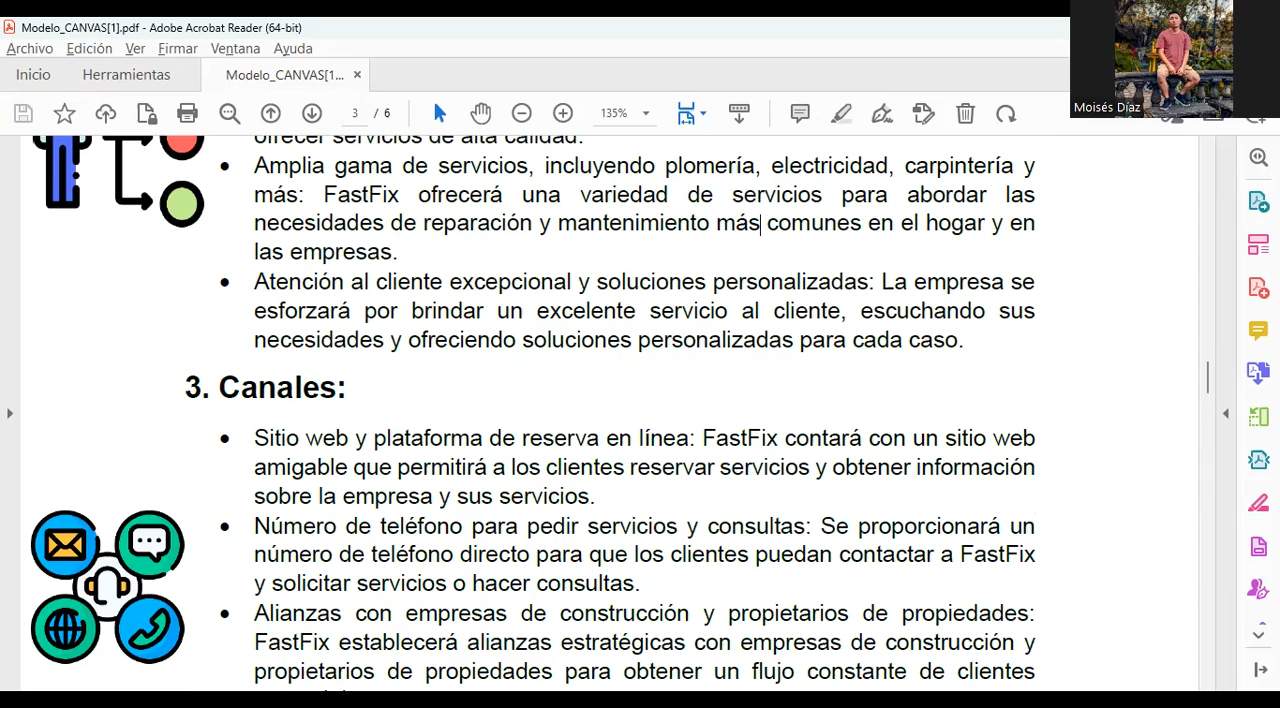 Modelo_CANVAS[1].pdf - Adobe Acrobat Reader (64-bit)
Archivo Edición Ver Firmar Ventana Ayuda
Inicio Herramientas Modelo_CANVAS[1... ×
3 / 6 135%
Moisés Díaz
ofrecer servicios de alta calidad.
• Amplia gama de servicios, incluyendo plomería, electricidad, carpintería y
más: FastFix ofrecerá una variedad de servicios para abordar las
necesidades de reparación y mantenimiento más comunes en el hogar y en
las empresas.
• Atención al cliente excepcional y soluciones personalizadas: La empresa se
esforzará por brindar un excelente servicio al cliente, escuchando sus
necesidades y ofreciendo soluciones personalizadas para cada caso.
3. Canales:
• Sitio web y plataforma de reserva en línea: FastFix contará con un sitio web
amigable que permitirá a los clientes reservar servicios y obtener información
sobre la empresa y sus servicios.
• Número de teléfono para pedir servicios y consultas: Se proporcionará un
número de teléfono directo para que los clientes puedan contactar a FastFix
y solicitar servicios o hacer consultas.
• Alianzas con empresas de construcción y propietarios de propiedades:
FastFix establecerá alianzas estratégicas con empresas de construcción y
propietarios de propiedades para obtener un flujo constante de clientes